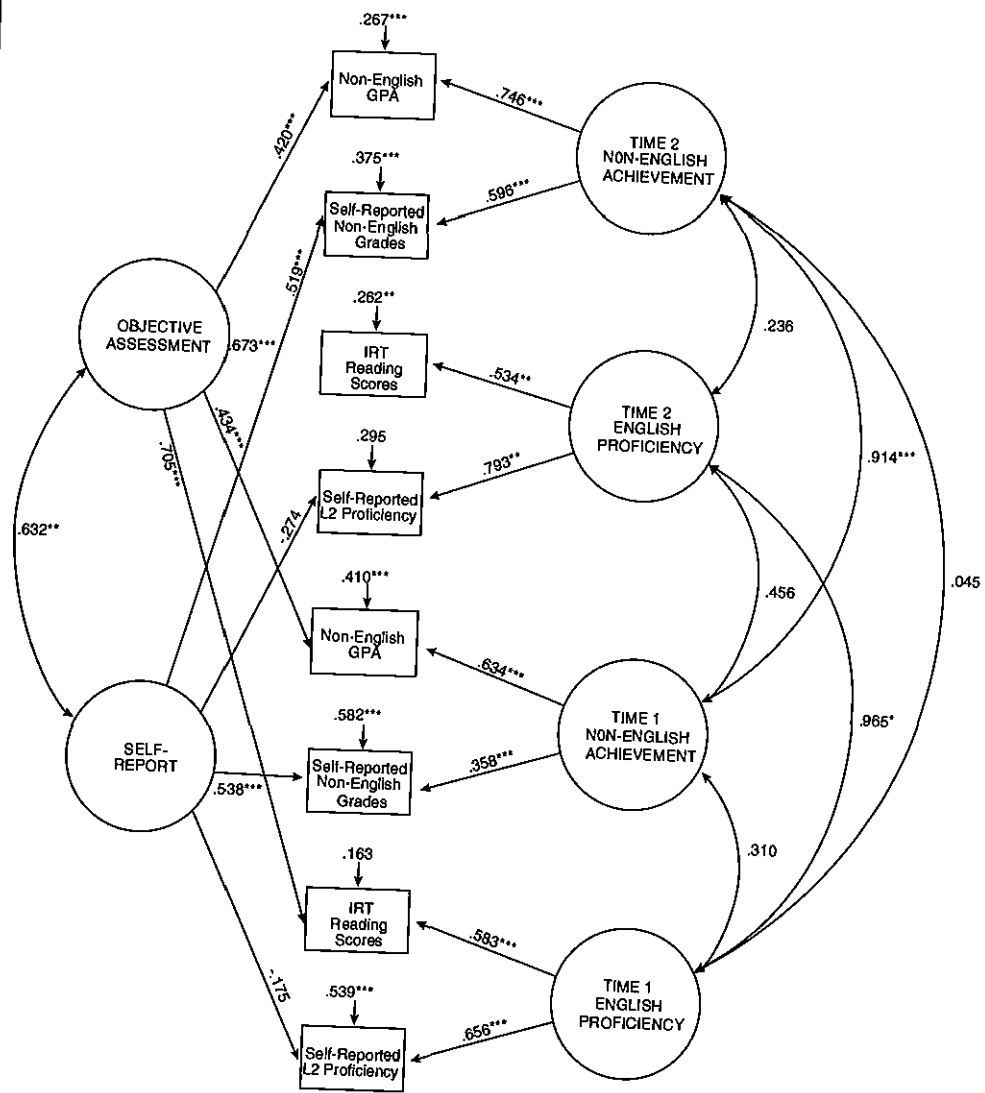 .267***
Non-English
GPA
.420***
.746***
TIME 2
NON-ENGLISH
ACHIEVEMENT
.375***
Self-Reported
Non-English
Grades
.598***
.519***
OBJECTIVE
ASSESSMENT
.673***
.262**
IRT
Reading
Scores
.534**
.236
TIME 2
ENGLISH
PROFICIENCY
.434***
.705***
.295
Self-Reported
L2 Proficiency
.793**
.914***
.632**
-.274
.410***
Non-English
GPA
.634***
.456
.045
TIME 1
NON-ENGLISH
ACHIEVEMENT
.965*
SELF-
REPORT
.582***
Self-Reported
Non-English
Grades
.358***
.538***
.310
.163
IRT
Reading
Scores
.583***
-.175
TIME 1
ENGLISH
PROFICIENCY
.539***
Self-Reported
L2 Proficiency
.656***